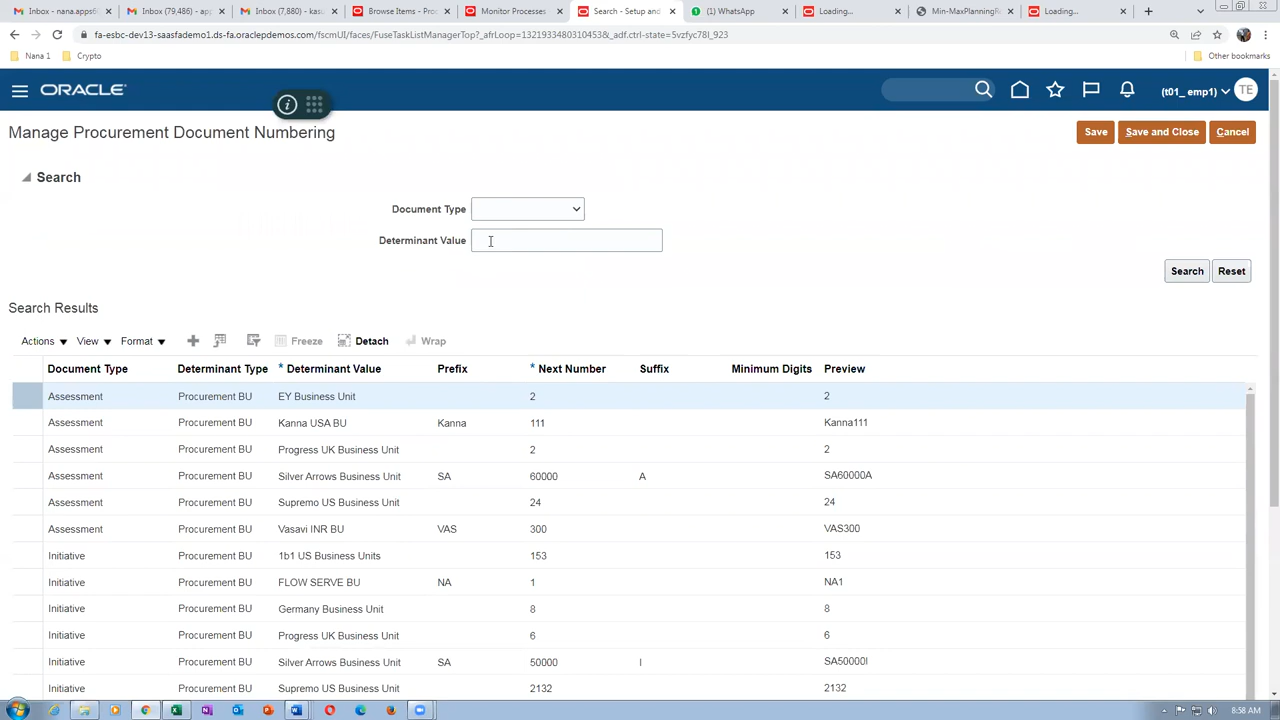 Inbox (79,486) - nana.apps8
Inbox (79,486) - ap
Inbox (7,880) - kasu
Browse Items - Proc
Monitor Processes
Search - Setup and
(1) WhatsApp
Loading...
Min-MaxPlanningRe
Loading...
fa-esbc-dev13-saasfademo1.ds-fa.oraclepdemos.com/fscmUI/faces/FuseTaskListManagerTop?_afrLoop=13219334803104538&_adf.ctrl-state=5vzfyc78l_923
Nana 1
Crypto
Other bookmarks
ORACLE
(t01_ emp1)
TE
Manage Procurement Document Numbering
Save
Save and Close
Cancel
Search
Document Type
Determinant Value
Search
Reset
Search Results
Actions
View
Format
Freeze
Detach
Wrap
Document Type Determinant Type * Determinant Value Prefix * Next Number Suffix Minimum Digits Preview
Assessment Procurement BU EY Business Unit 2 2
Assessment Procurement BU Kanna USA BU Kanna 111 Kanna111
Assessment Procurement BU Progress UK Business Unit 2 2
Assessment Procurement BU Silver Arrows Business Unit SA 60000 A SA60000A
Assessment Procurement BU Supremo US Business Unit 24 24
Assessment Procurement BU Vasavi INR BU VAS 300 VAS300
Initiative Procurement BU 1b1 US Business Units 153 153
Initiative Procurement BU FLOW SERVE BU NA 1 NA1
Initiative Procurement BU Germany Business Unit 8 8
Initiative Procurement BU Progress UK Business Unit 6 6
Initiative Procurement BU Silver Arrows Business Unit SA 50000 I SA50000I
Initiative Procurement BU Supremo US Business Unit 2132 2132
8:58 AM